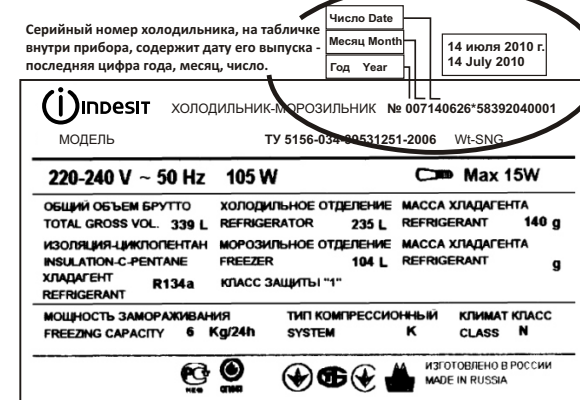 Серийный номер холодильника, на табличке
внутри прибора, содержит дату его выпуска -
последняя цифра года, месяц, число.
Число Date
Месяц Month
Год Year
14 июля 2010 г.
14 July 2010
INDESIT ХОЛОДИЛЬНИК-МОРОЗИЛЬНИК № 007140626*58392040001
МОДЕЛЬ ТУ 5156-034-09531251-2006 Wt-SNG
220-240 V ~ 50 Hz 105 W Max 15W
ОБЩИЙ ОБЪЕМ БРУТТО ХОЛОДИЛЬНОЕ ОТДЕЛЕНИЕ МАССА ХЛАДАГЕНТА
TOTAL GROSS VOL. 339 L REFRIGERATOR 235 L REFRIGERANT 140 g
ИЗОЛЯЦИЯ-ЦИКЛОПЕНТАН МОРОЗИЛЬНОЕ ОТДЕЛЕНИЕ МАССА ХЛАДАГЕНТА
INSULATION-C-PENTANE FREEZER 104 L REFRIGERANT g
ХЛАДАГЕНТ R134a КЛАСС ЗАЩИТЫ "1"
REFRIGERANT
МОЩНОСТЬ ЗАМОРАЖИВАНИЯ ТИП КОМПРЕССИОННЫЙ КЛИМАТ КЛАСС
FREEZING CAPACITY 6 Kg/24h SYSTEM K CLASS N
ИЗГОТОВЛЕНО В РОССИИ
MADE IN RUSSIA